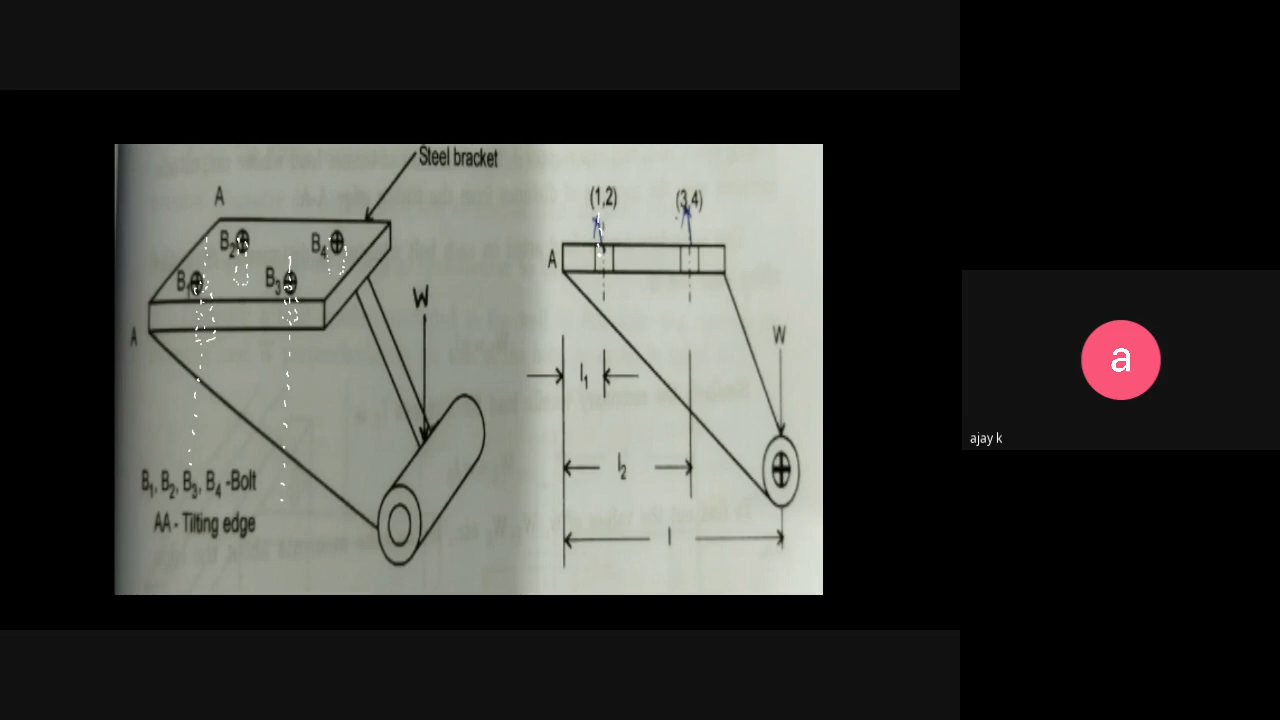 Steel bracket
A
B2
B4
B1
B3
W
A
B1, B2, B3, B4 -Bolt
AA - Tilting edge
(1,2)
(3,4)
A
l1
W
l2
l
a
ajay k